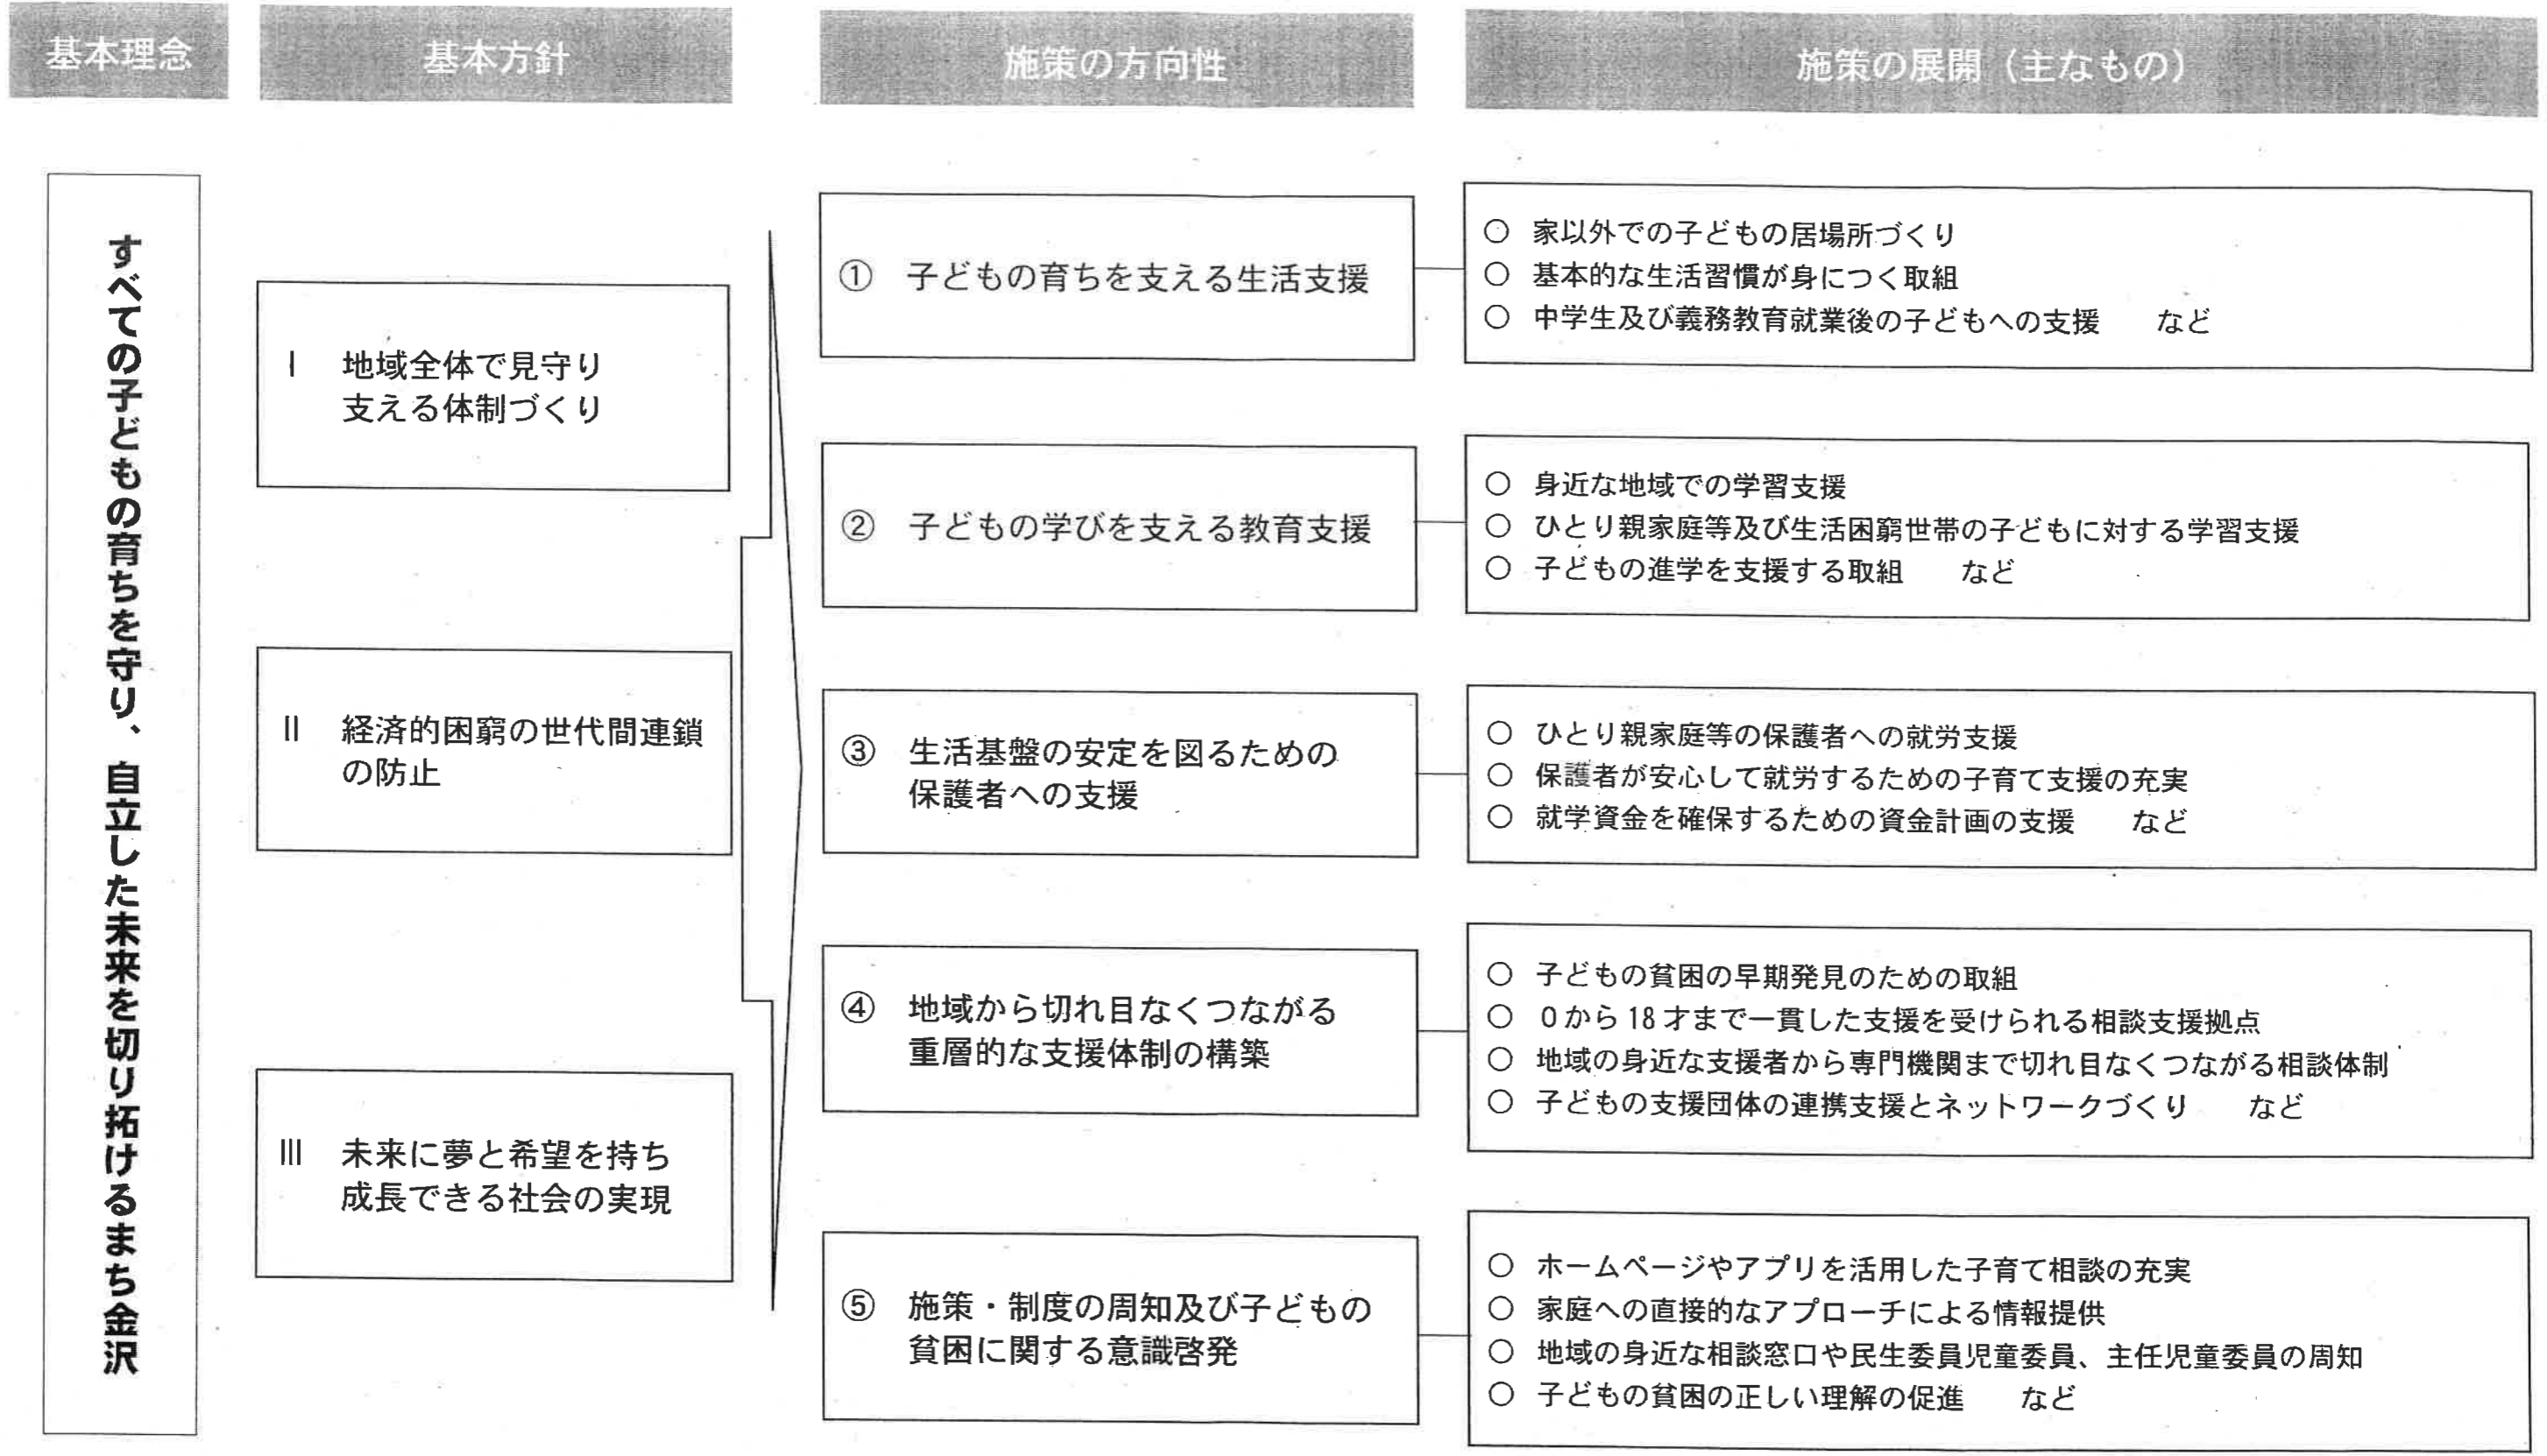 基本理念
基本方針
施策の方向性
施策の展開（主なもの）
すべての子どもの育ちを守り、自立した未来を切り拓けるまち金沢
Ⅰ 地域全体で見守り
支える体制づくり
Ⅱ 経済的困窮の世代間連鎖
の防止
Ⅲ 未来に夢と希望を持ち
成長できる社会の実現
① 子どもの育ちを支える生活支援
○ 家以外での子どもの居場所づくり
○ 基本的な生活習慣が身につく取組
○ 中学生及び義務教育就業後の子どもへの支援　など
② 子どもの学びを支える教育支援
○ 身近な地域での学習支援
○ ひとり親家庭等及び生活困窮世帯の子どもに対する学習支援
○ 子どもの進学を支援する取組　など
③ 生活基盤の安定を図るための
保護者への支援
○ ひとり親家庭等の保護者への就労支援
○ 保護者が安心して就労するための子育て支援の充実
○ 就学資金を確保するための資金計画の支援　など
④ 地域から切れ目なくつながる
重層的な支援体制の構築
○ 子どもの貧困の早期発見のための取組
○ 0から18才まで一貫した支援を受けられる相談支援拠点
○ 地域の身近な支援者から専門機関まで切れ目なくつながる相談体制
○ 子どもの支援団体の連携支援とネットワークづくり　など
⑤ 施策・制度の周知及び子どもの
貧困に関する意識啓発
○ ホームページやアプリを活用した子育て相談の充実
○ 家庭への直接的なアプローチによる情報提供
○ 地域の身近な相談窓口や民生委員児童委員、主任児童委員の周知
○ 子どもの貧困の正しい理解の促進　など